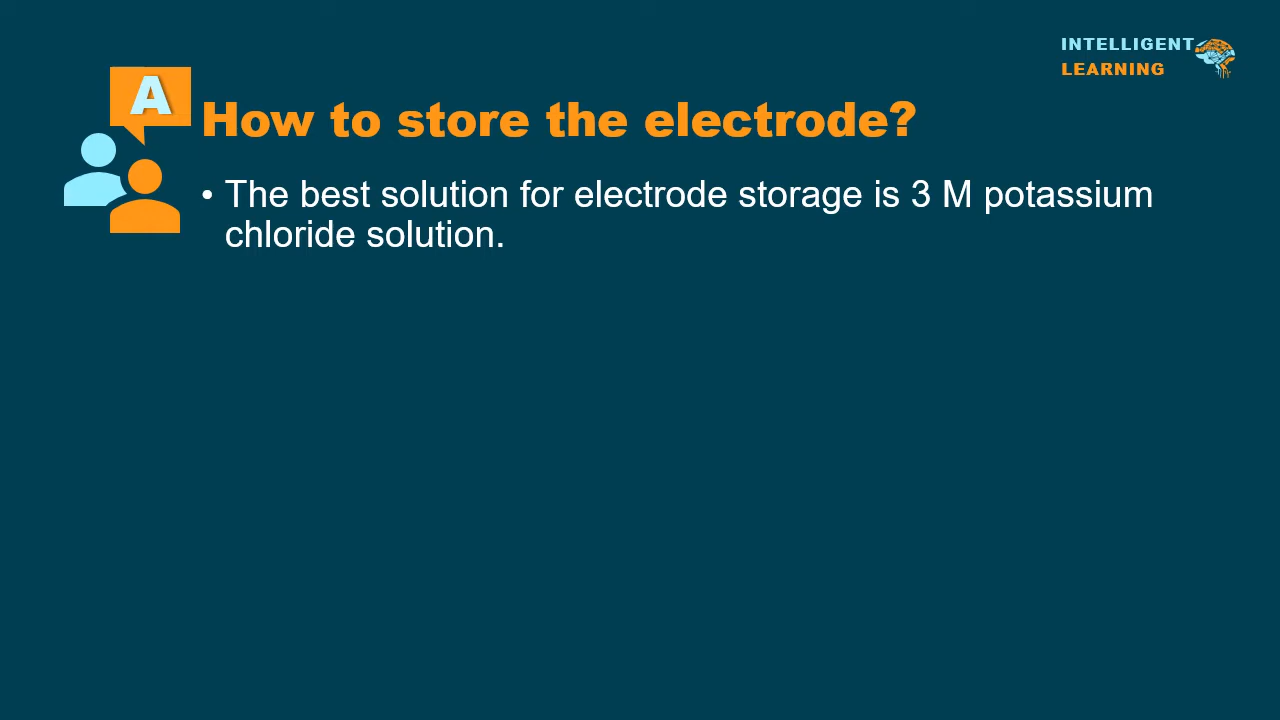 INTELLIGENT
LEARNING
A
How to store the electrode?
• The best solution for electrode storage is 3 M potassium
chloride solution.